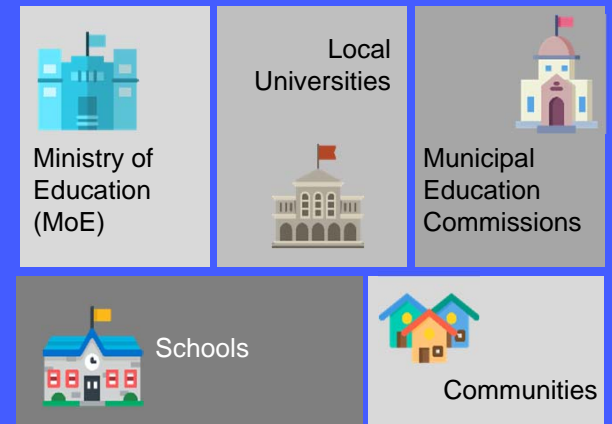 Ministry of
Education
(MoE)
Local
Universities
Municipal
Education
Commissions
Schools
Communities